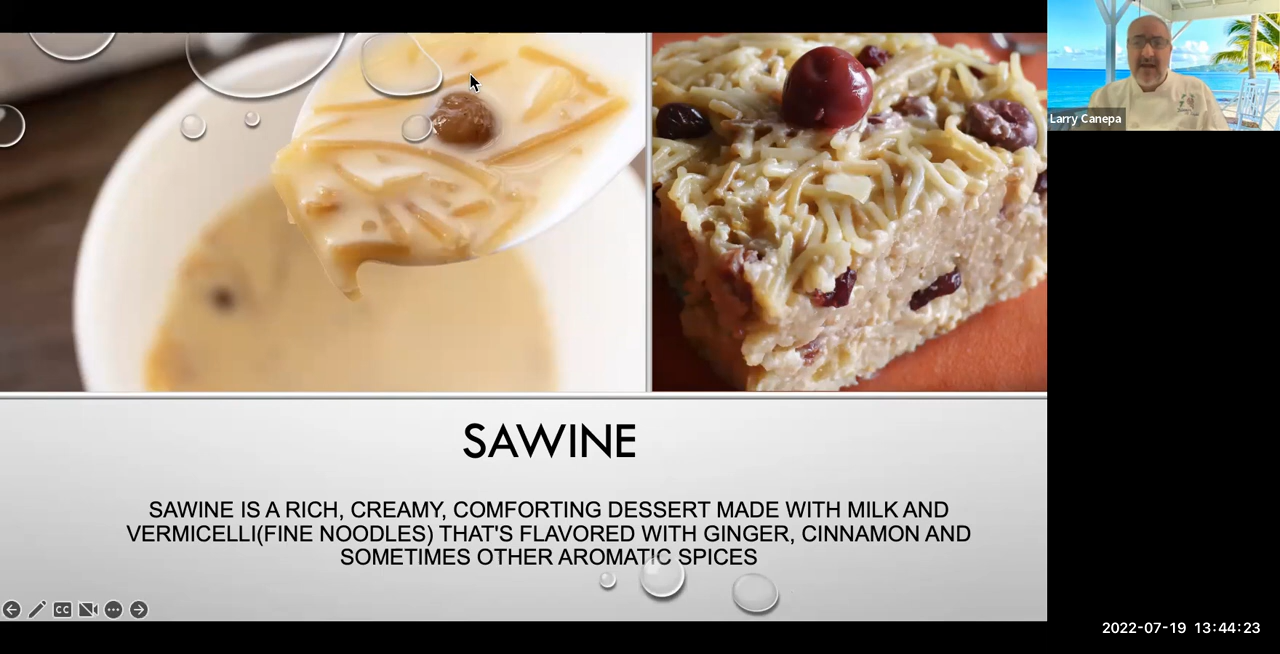 Larry Canepa
SAWINE
SAWINE IS A RICH, CREAMY, COMFORTING DESSERT MADE WITH MILK AND
VERMICELLI(FINE NOODLES) THAT'S FLAVORED WITH GINGER, CINNAMON AND
SOMETIMES OTHER AROMATIC SPICES
CC
2022-07-19 13:44:23